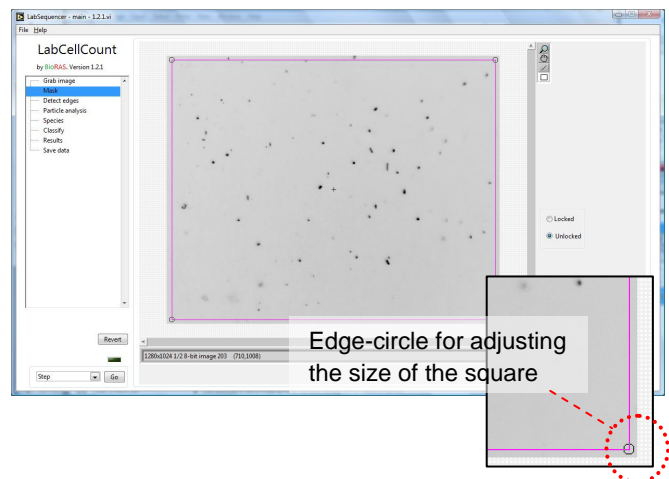 LabSequencer - main - 1.2.1.vi
File Help
LabCellCount
by BioRAS. Version 1.2.1
Grab image
Mask
Detect edges
Particle analysis
Species
Classify
Results
Save data
Locked
Unlocked
Revert
1280x1024 1/2 8-bit image 203 (710,1008)
Step
Go
Edge-circle for adjusting
the size of the square